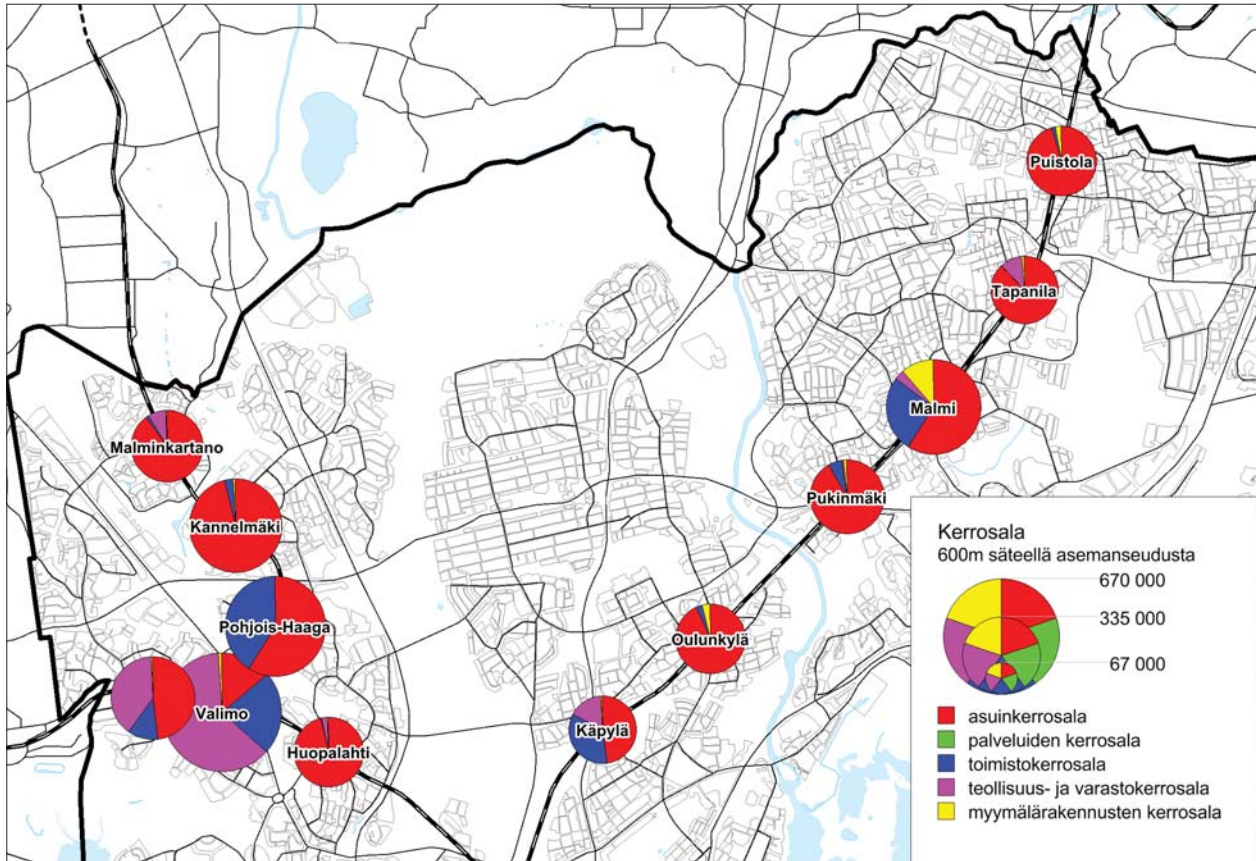 Puistola
Tapanila
Malmi
Malminkartano
Pukinmäki
Kannelmäki
Pohjois-Haaga
Oulunkylä
Valimo
Käpylä
Huopalahti
Kerrosala
600m säteellä asemanseudusta
670 000
335 000
67 000
asuinkerrosala
palveluiden kerrosala
toimistokerrosala
teollisuus- ja varastokerrosala
myymälärakennusten kerrosala